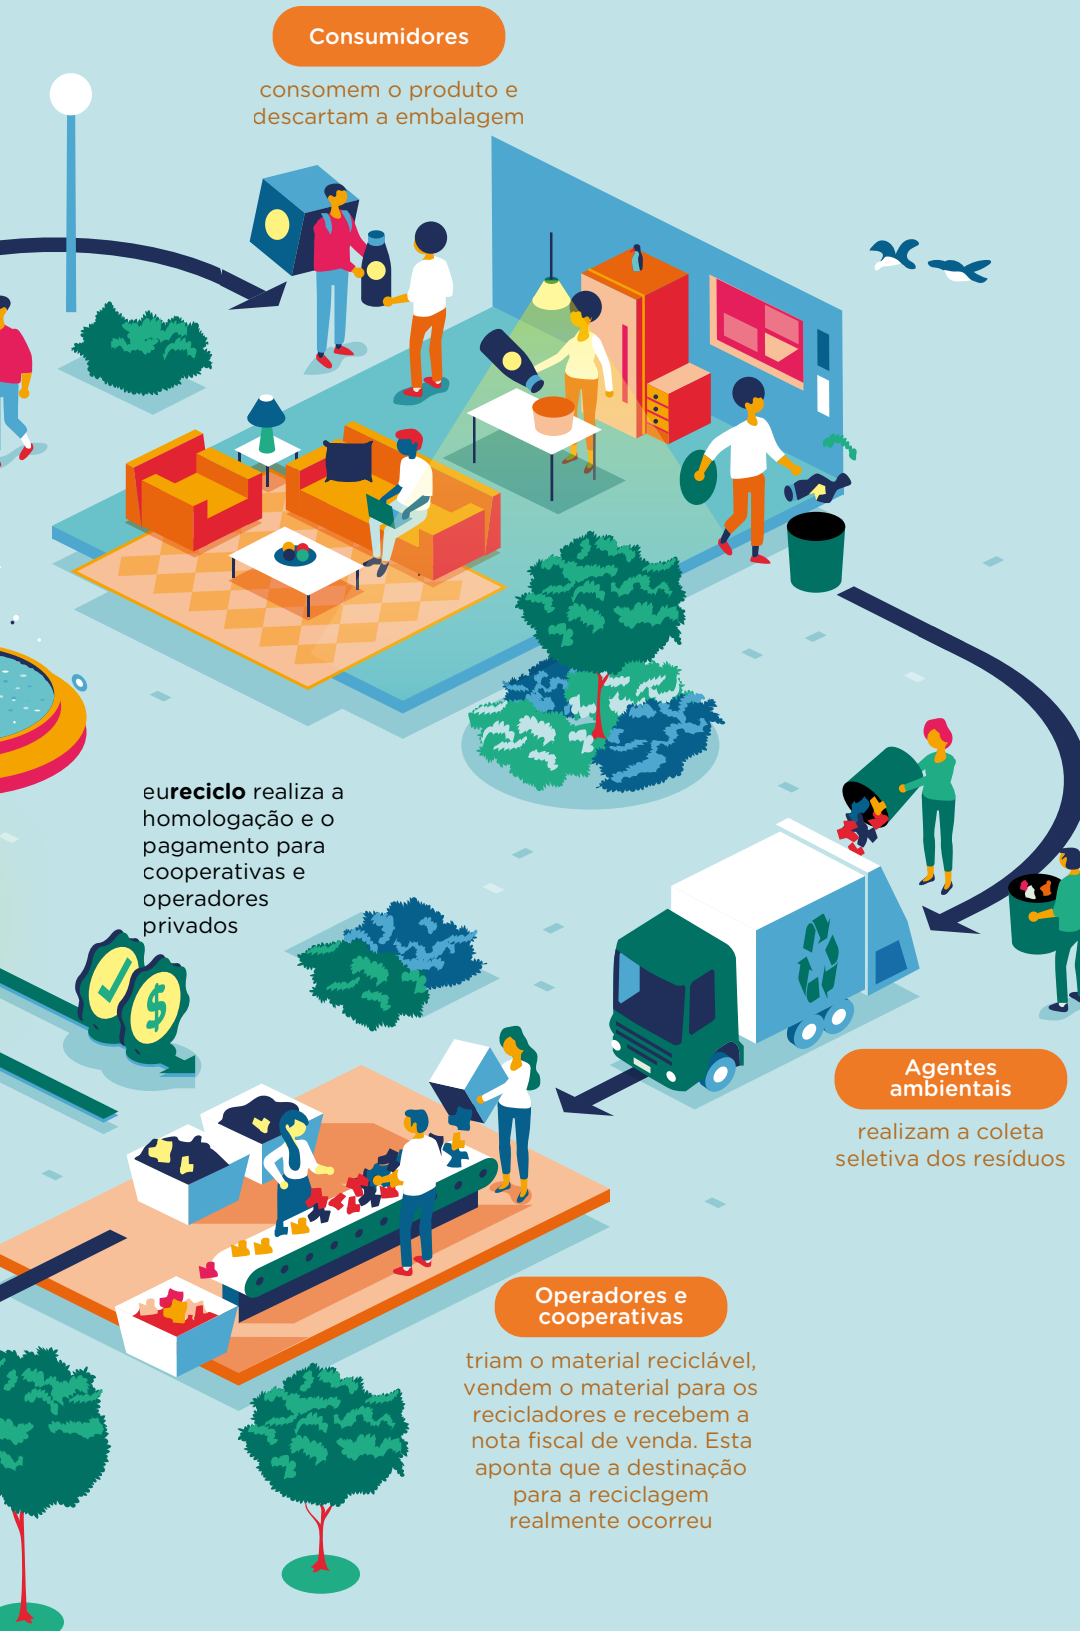 Consumidores
consomem o produto e
descartam a embalagem
eureciclo realiza a
homologação e o
pagamento para
cooperativas e
operadores
privados
$
Agentes
ambientais
realizam a coleta
seletiva dos resíduos
Operadores e
cooperativas
triam o material reciclável,
vendem o material para os
recicladores e recebem a
nota fiscal de venda. Esta
aponta que a destinação
para a reciclagem
realmente ocorreu